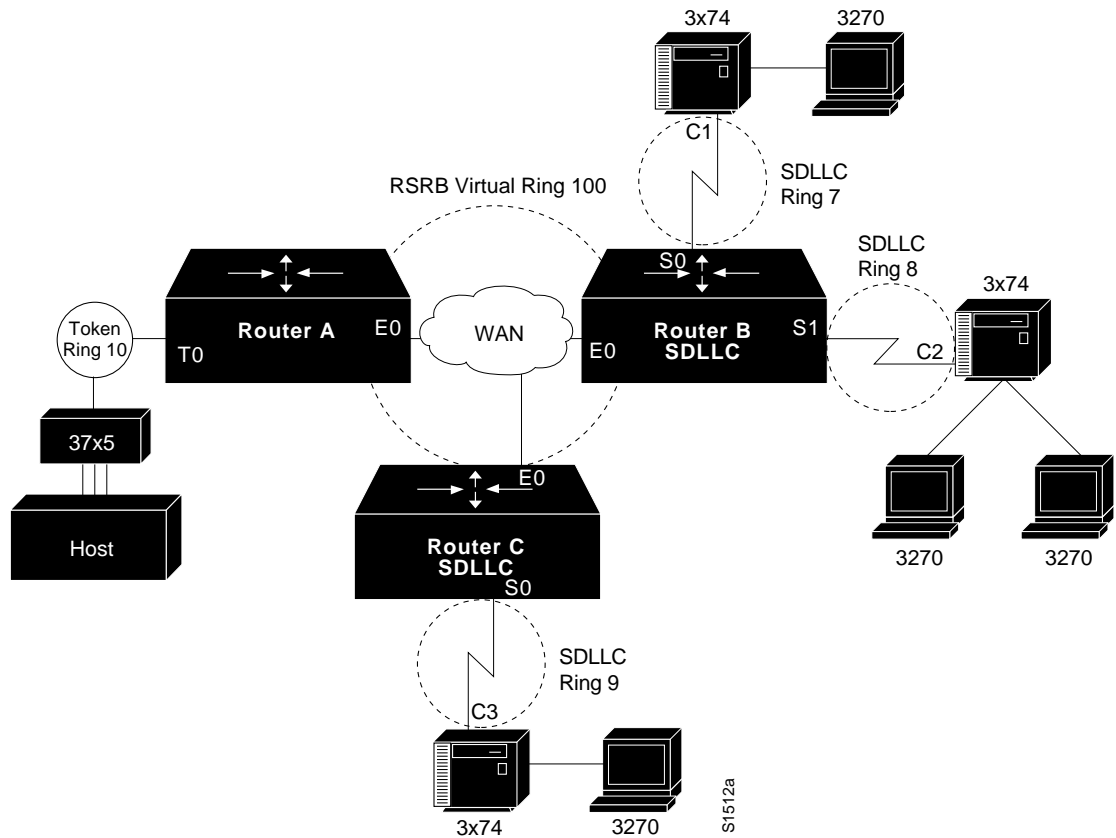 3x74
3270
C1
SDLLC
Ring 7
RSRB Virtual Ring 100
SDLLC
Ring 8
3x74
S0
Token
Ring 10
T0
Router A
E0
WAN
E0
Router B
SDLLC
S1
C2
37x5
Host
E0
Router C
SDLLC
S0
3270
3270
SDLLC
Ring 9
C3
3x74
3270
S1512a